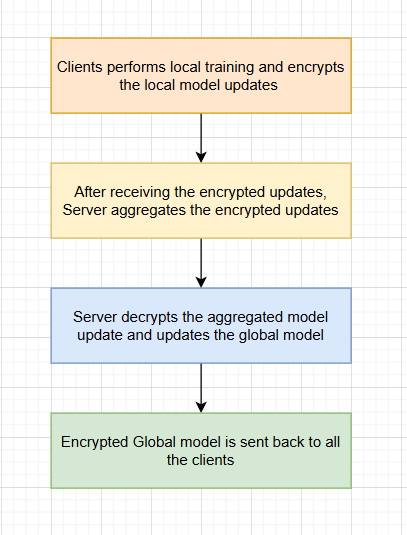 Clients performs local training and encrypts
the local model updates
After receiving the encrypted updates,
Server aggregates the encrypted updates
Server decrypts the aggregated model
update and updates the global model
Encrypted Global model is sent back to all
the clients